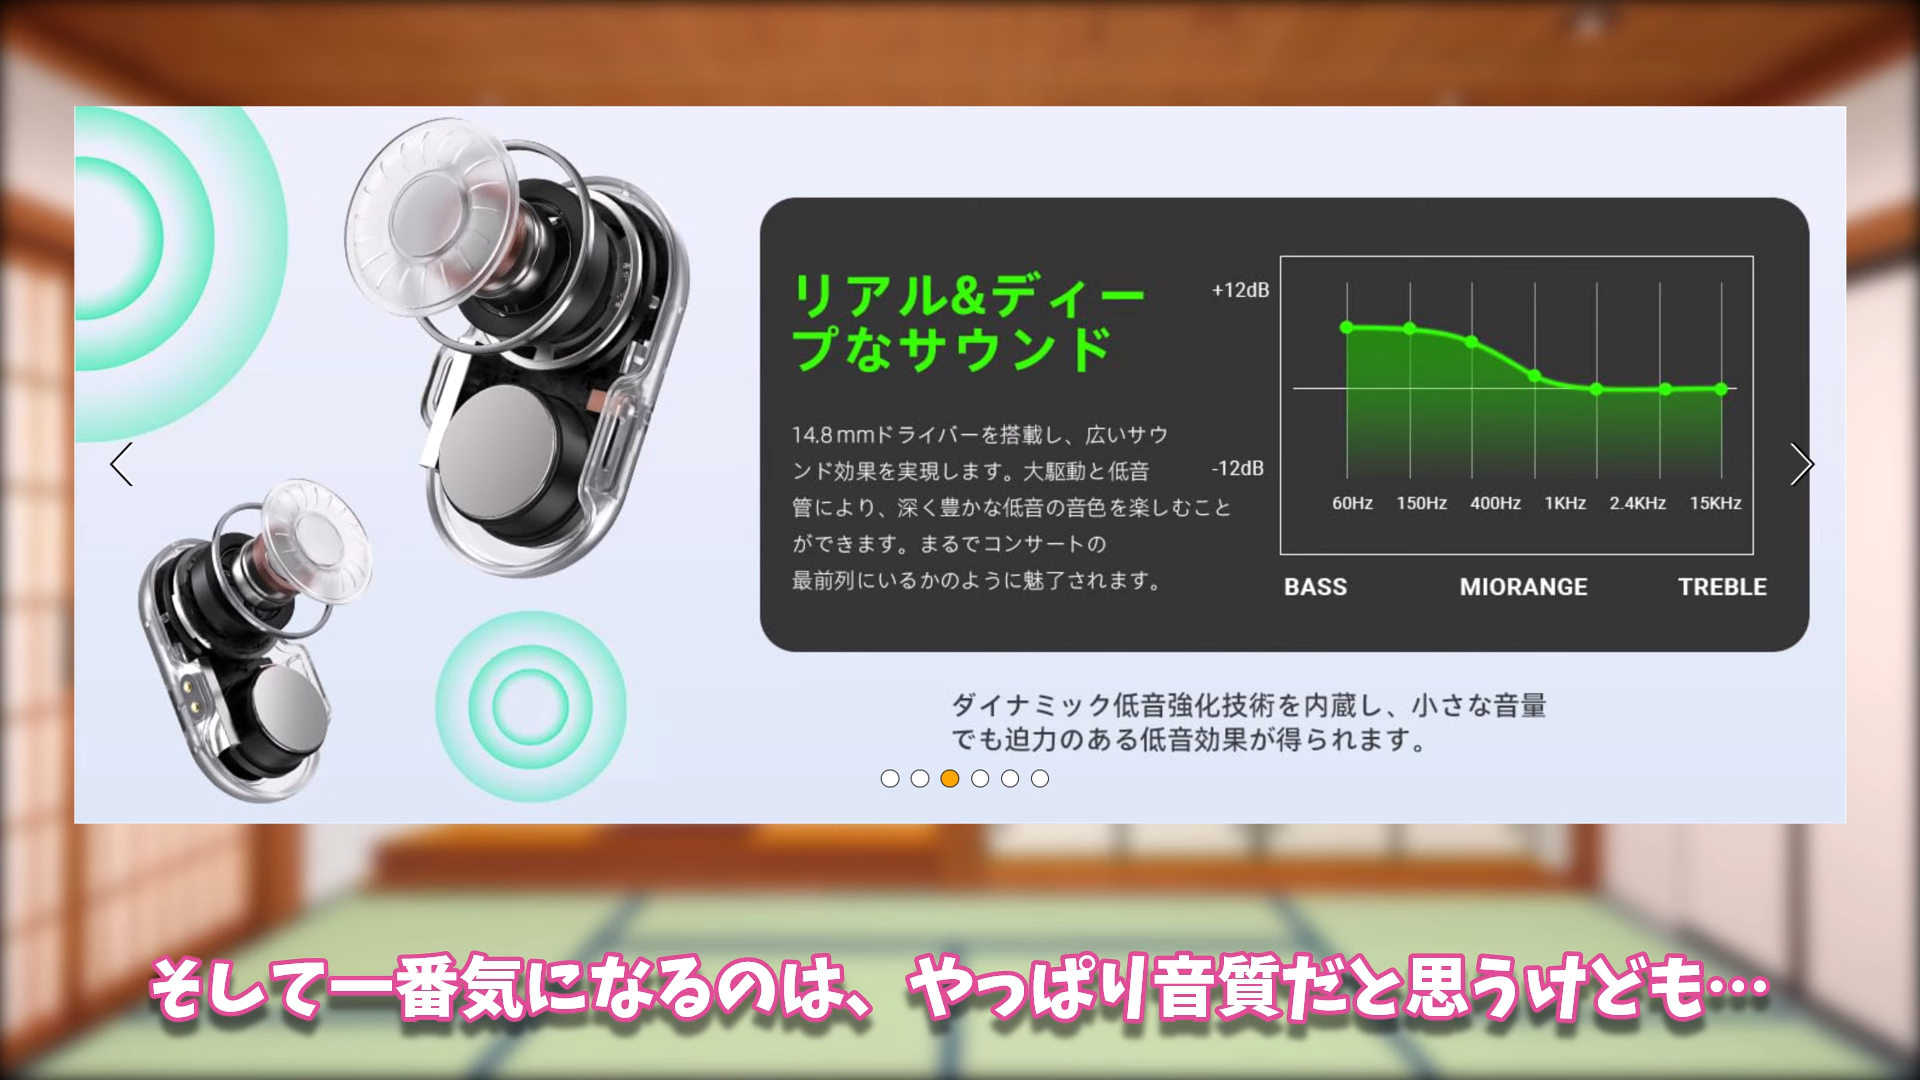 リアル&ディー
プなサウンド
14.8mmドライバーを搭載し、広いサウ
ンド効果を実現します。大駆動と低音
管により、深く豊かな低音の音色を楽しむこと
ができます。まるでコンサートの
最前列にいるかのように魅了されます。
+12dB
-12dB
60Hz 150Hz 400Hz 1KHz 2.4KHz 15KHz
BASS MIORANGE TREBLE
ダイナミック低音強化技術を内蔵し、小さな音量
でも迫力のある低音効果が得られます。
そして一番気になるのは、やっぱり音質だと思うけども…